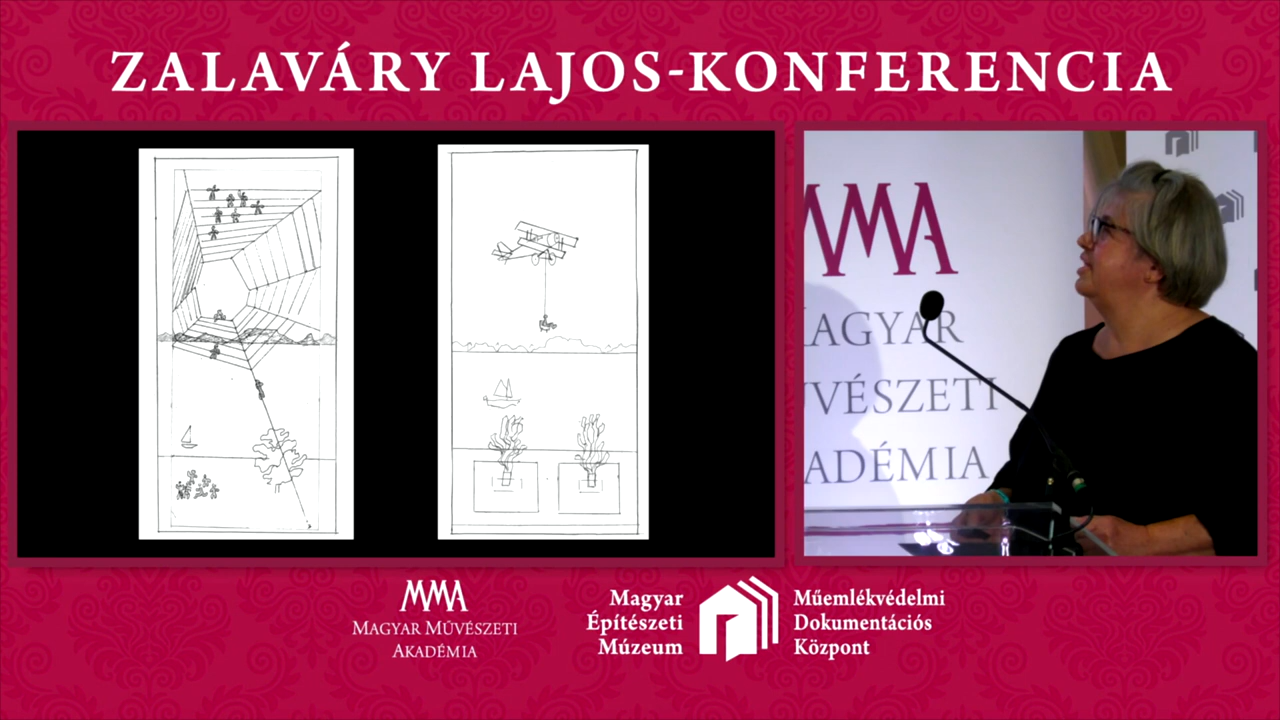 ZALAVÁRY LAJOS-KONFERENCIA
MMA
MAGYAR
MŰVÉSZETI
AKADÉMIA
MMA
MAGYAR MŰVÉSZETI
AKADÉMIA
Magyar
Építészeti
Múzeum
Műemlékvédelmi
Dokumentációs
Központ